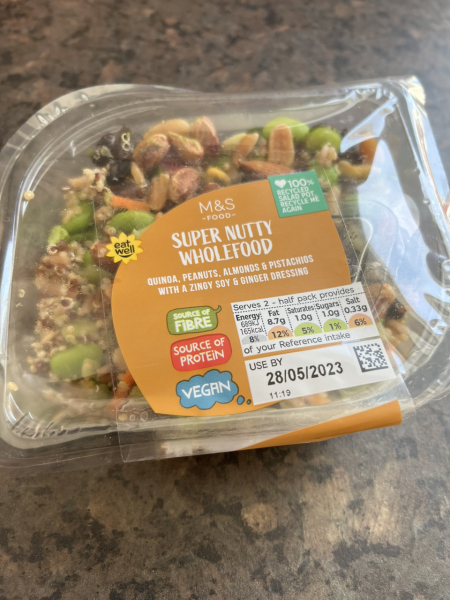 M&S
-FOOD-
SUPER NUTTY
WHOLEFOOD
QUINOA, PEANUTS, ALMONDS & PISTACHIOS
WITH A ZINGY SOY & GINGER DRESSING
100%
RECYCLED
SALAD POT.
RECYCLE ME
AGAIN
eat
well
SOURCE OF
FIBRE
SOURCE OF
PROTEIN
VEGAN
Serves 2 - half pack provides
Energy Fat Saturates Sugars Salt
689KJ 8.7g 1.0g 1.0g 0.33g
165kcal
8% 12% 5% 1% 6%
of your Reference Intake
USE BY
28/05/2023
11:19